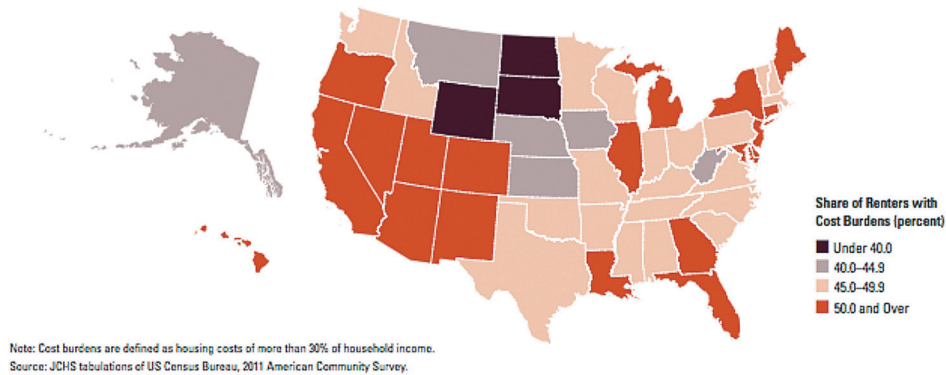 Share of Renters with
Cost Burdens (percent)
Under 40.0
40.0–44.9
45.0–49.9
50.0 and Over
Note: Cost burdens are defined as housing costs of more than 30% of household income.
Source: JCHS tabulations of US Census Bureau, 2011 American Community Survey.